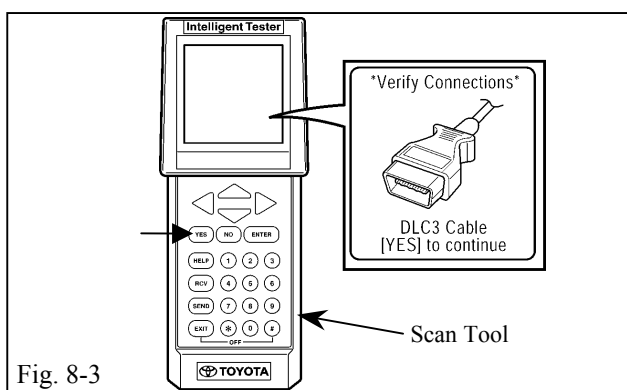 Intelligent Tester
*Verify Connections*
DLC3 Cable
[YES] to continue
YES NO ENTER
HELP 1 2 3
RCV 4 5 6
SEND 7 8 9
EXIT * 0 #
OFF
Scan Tool
TOYOTA
Fig. 8-3